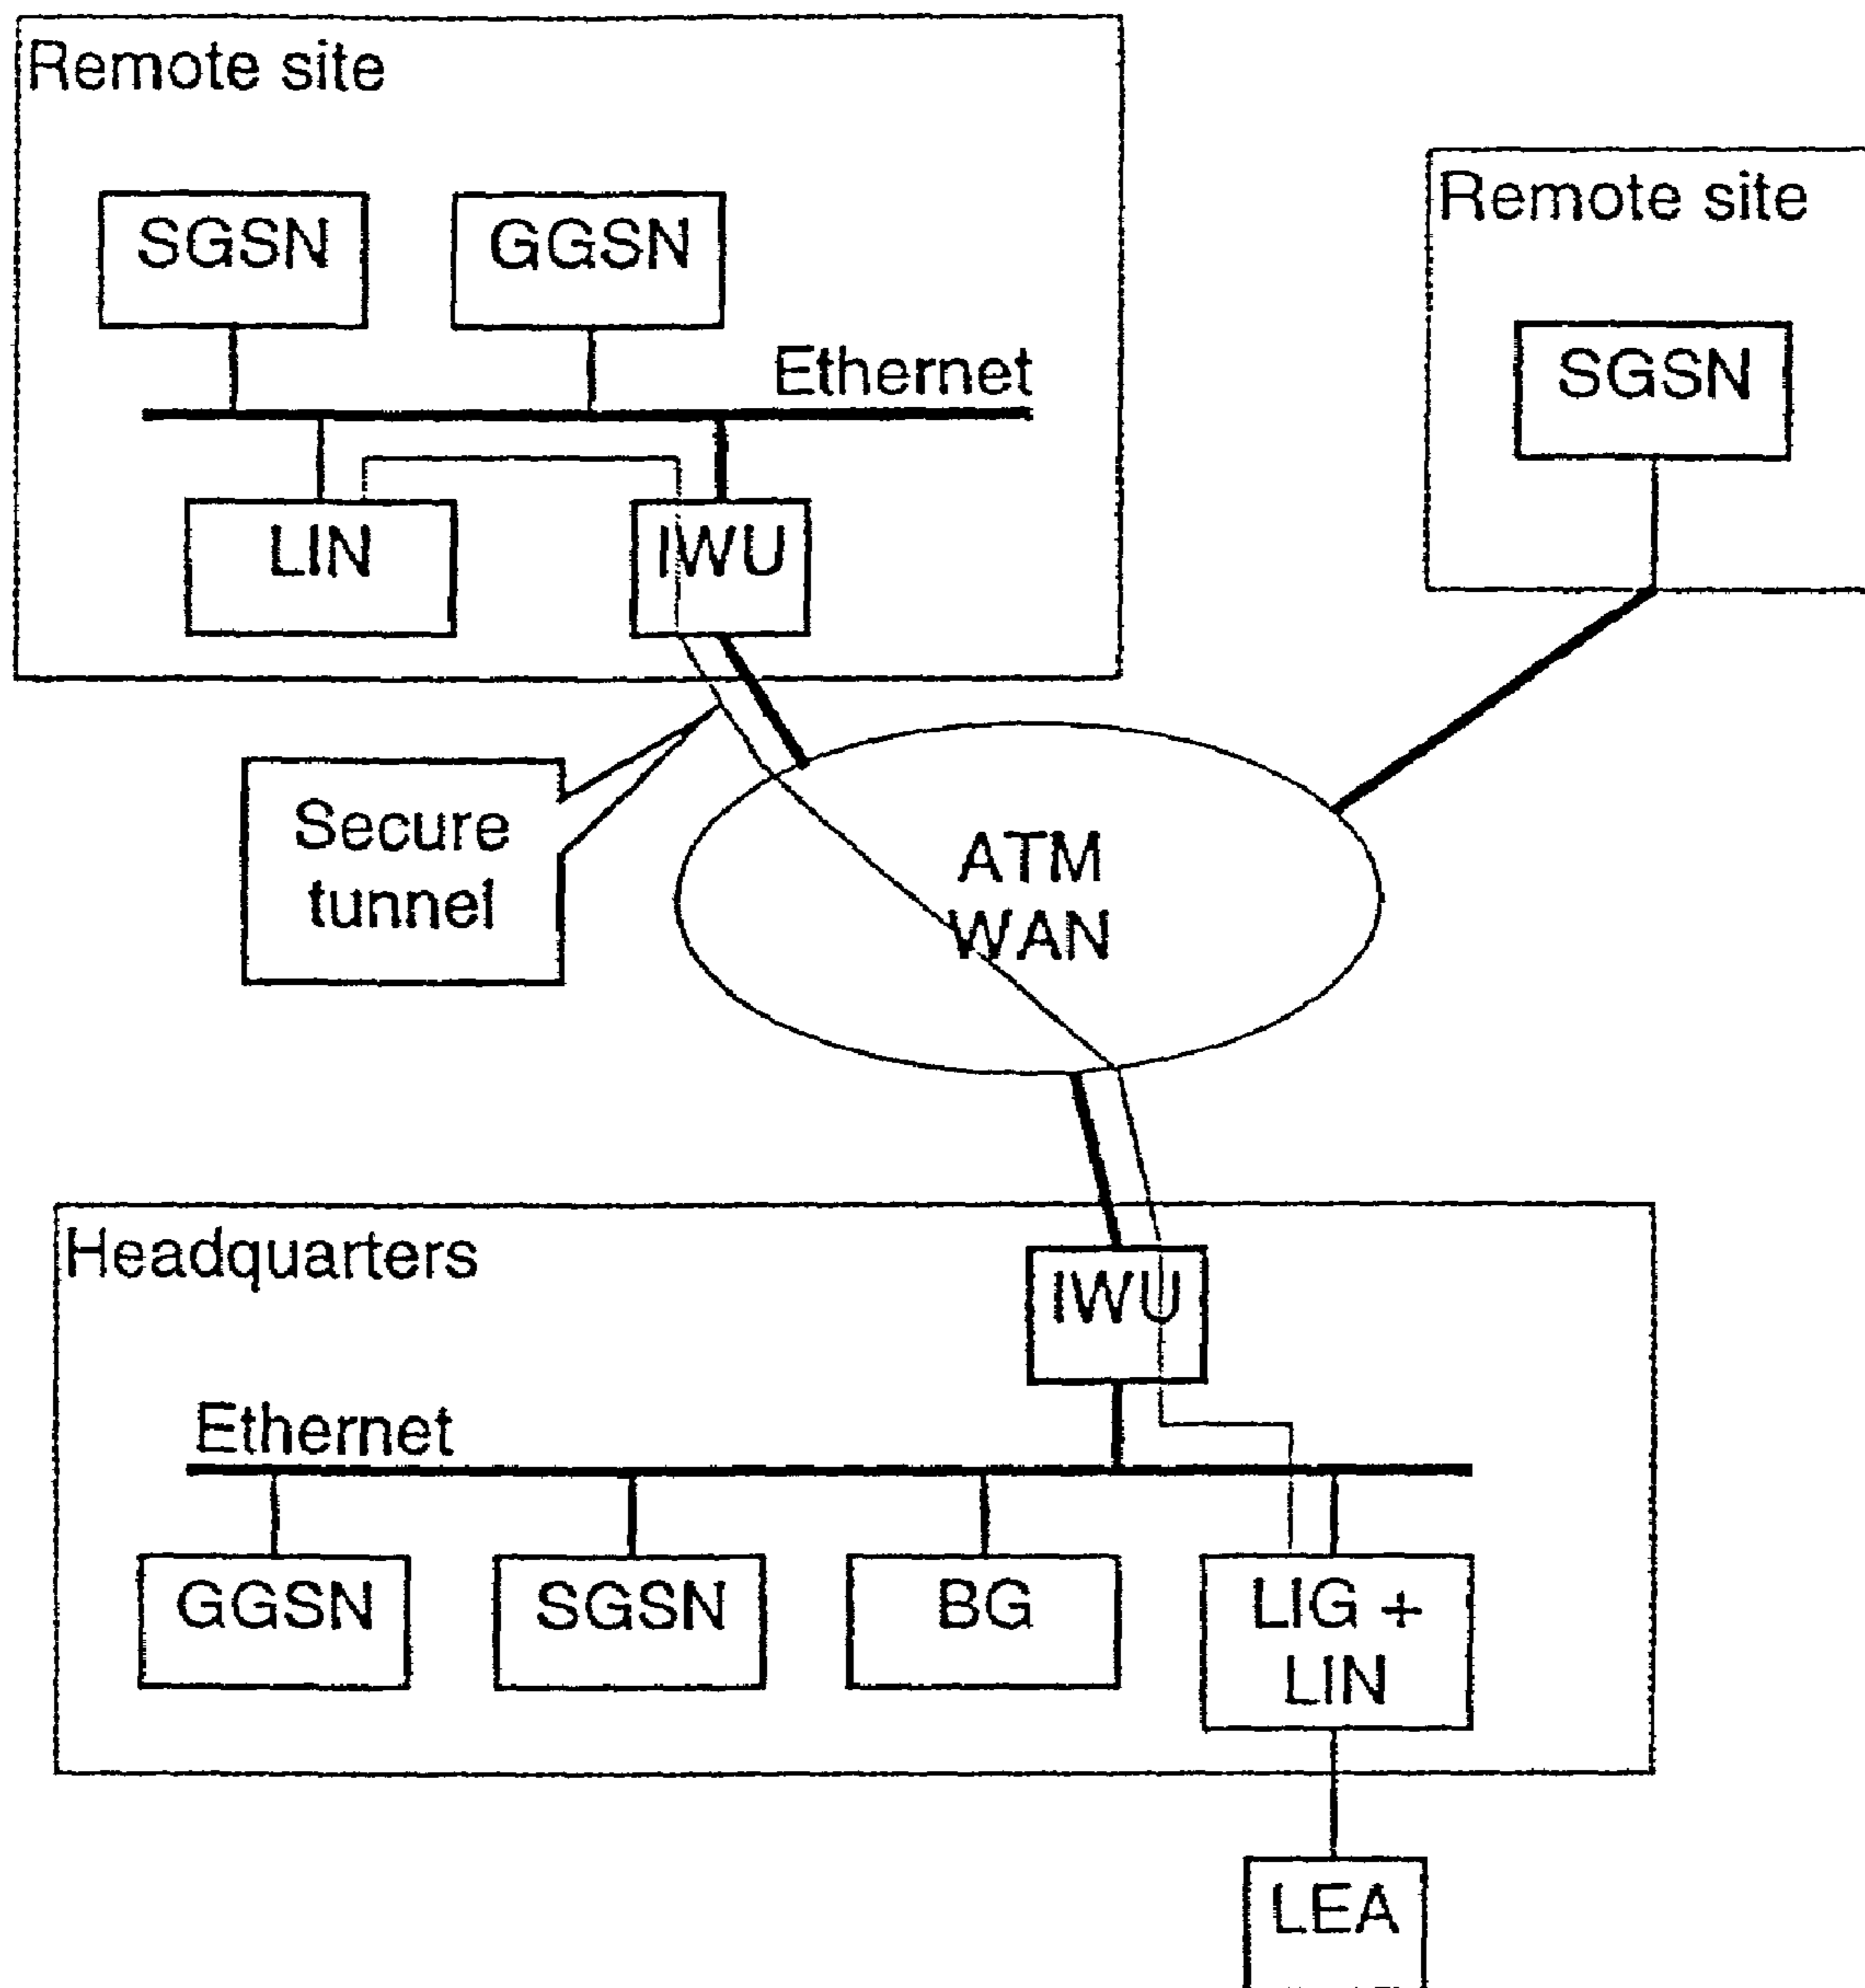 Remote site
SGSN
GGSN
Ethernet
LIN
IWU
Remote site
SGSN
Secure
tunnel
ATM
WAN
Headquarters
IWU
Ethernet
GGSN
SGSN
BG
LIG +
LIN
LEA